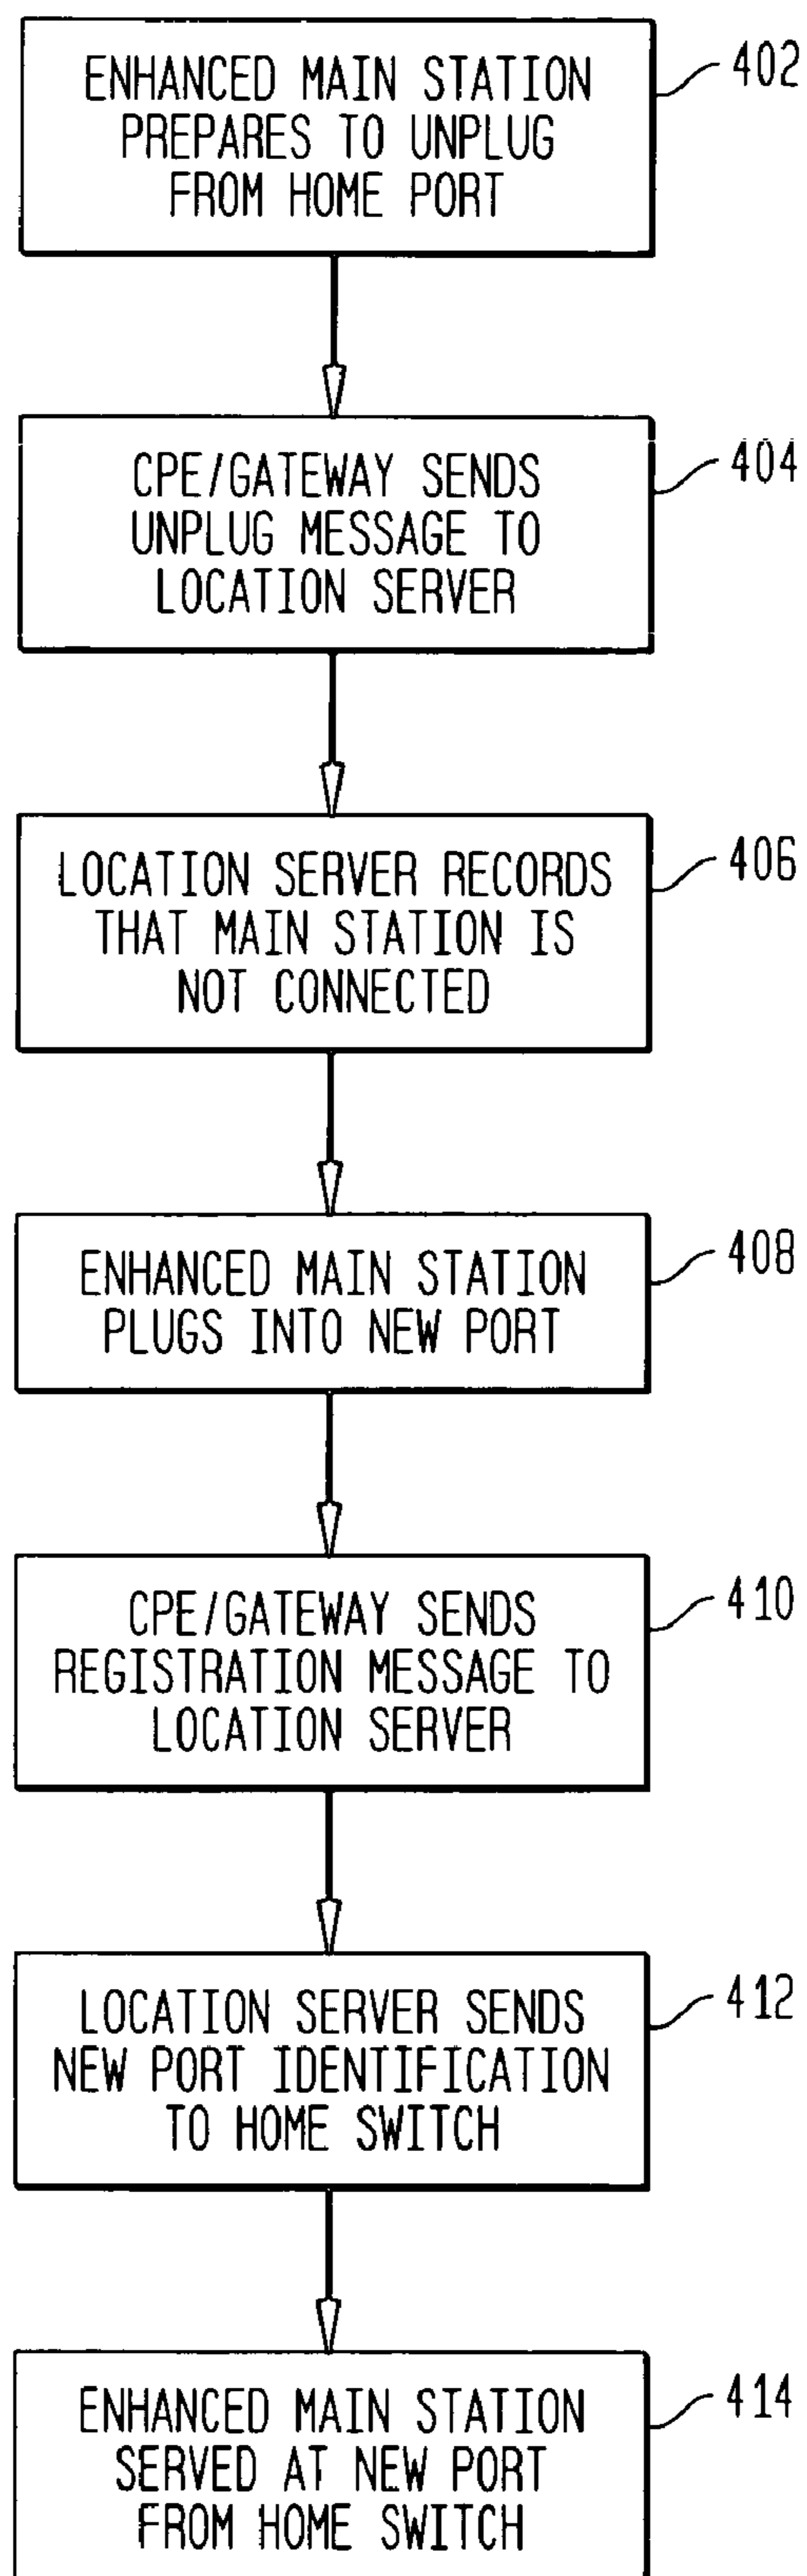 ENHANCED MAIN STATION
PREPARES TO UNPLUG
FROM HOME PORT
402
CPE/GATEWAY SENDS
UNPLUG MESSAGE TO
LOCATION SERVER
404
LOCATION SERVER RECORDS
THAT MAIN STATION IS
NOT CONNECTED
406
ENHANCED MAIN STATION
PLUGS INTO NEW PORT
408
CPE/GATEWAY SENDS
REGISTRATION MESSAGE TO
LOCATION SERVER
410
LOCATION SERVER SENDS
NEW PORT IDENTIFICATION
TO HOME SWITCH
412
ENHANCED MAIN STATION
SERVED AT NEW PORT
FROM HOME SWITCH
414